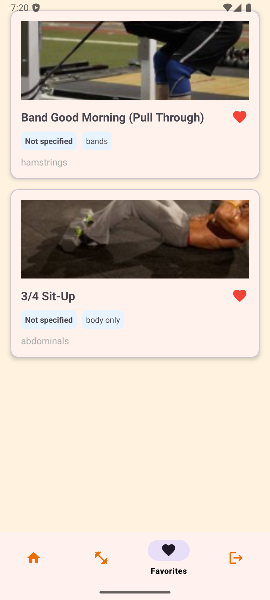 7:20
Band Good Morning (Pull Through)
Not specified bands
hamstrings
3/4 Sit-Up
Not specified body only
abdominals
Favorites